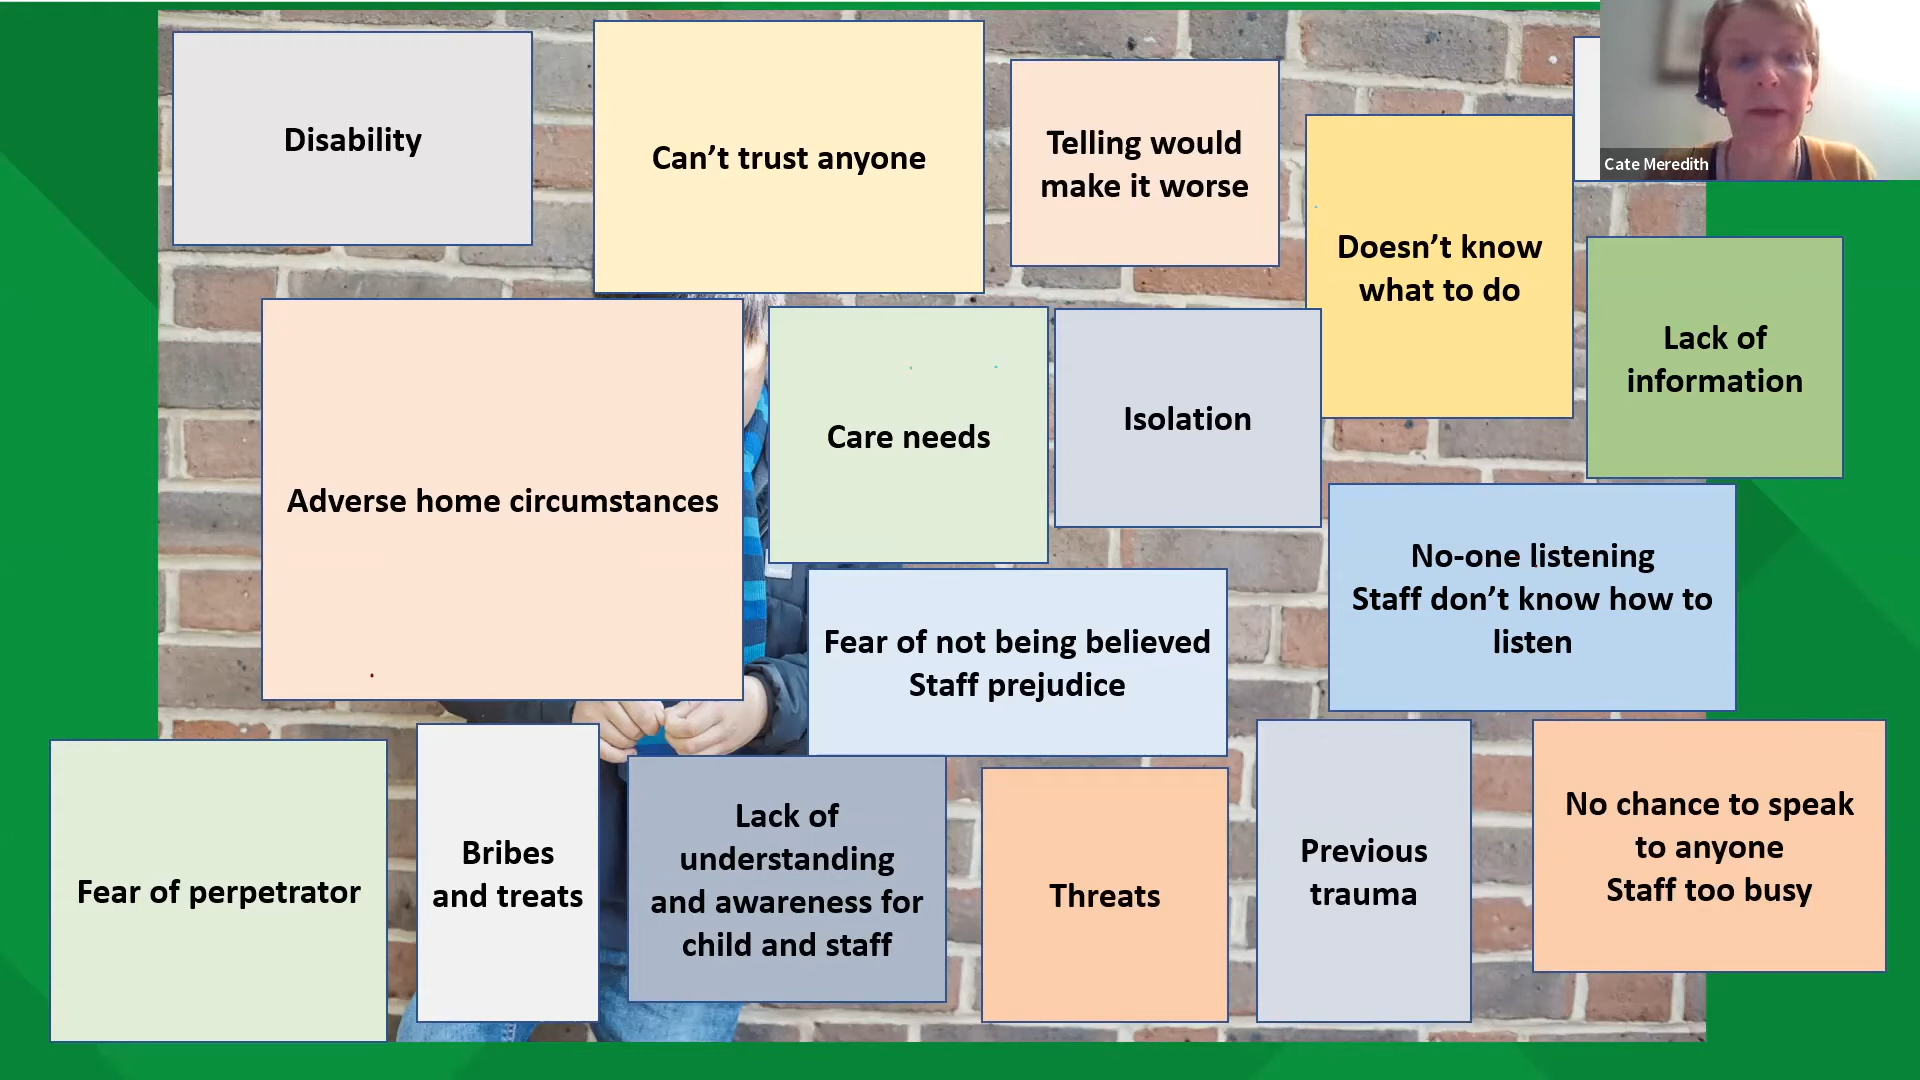 Disability
Can’t trust anyone
Telling would
make it worse
Cate Meredith
Doesn’t know
what to do
Lack of
information
Adverse home circumstances
Care needs
Isolation
No-one listening
Staff don’t know how to
listen
Fear of not being believed
Staff prejudice
Fear of perpetrator
Bribes
and treats
Lack of
understanding
and awareness for
child and staff
Threats
Previous
trauma
No chance to speak
to anyone
Staff too busy